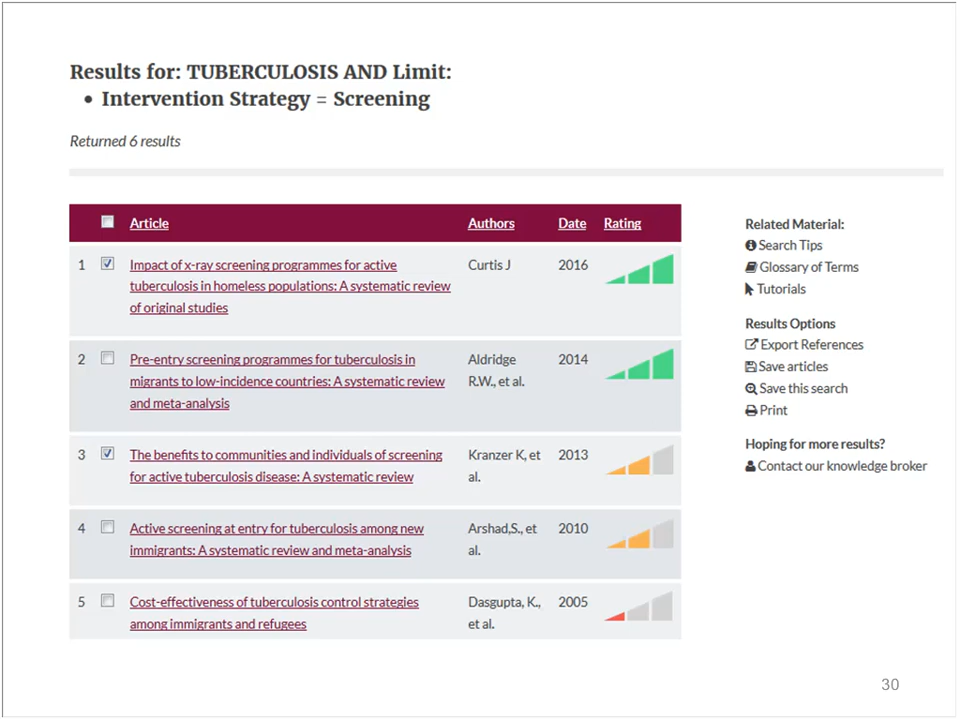 Results for: TUBERCULOSIS AND Limit:
• Intervention Strategy = Screening
Returned 6 results
Article Authors Date Rating
1 Impact of x-ray screening programmes for active Curtis J 2016
tuberculosis in homeless populations: A systematic review
of original studies
2 Pre-entry screening programmes for tuberculosis in Aldridge 2014
migrants to low-incidence countries: A systematic review R.W., et al.
and meta-analysis
3 The benefits to communities and individuals of screening Kranzer K, et 2013
for active tuberculosis disease: A systematic review al.
4 Active screening at entry for tuberculosis among new Arshad,S., et 2010
immigrants: A systematic review and meta-analysis al.
5 Cost-effectiveness of tuberculosis control strategies Dasgupta, K., 2005
among immigrants and refugees et al.
Related Material:
Search Tips
Glossary of Terms
Tutorials
Results Options
Export References
Save articles
Save this search
Print
Hoping for more results?
Contact our knowledge broker
30